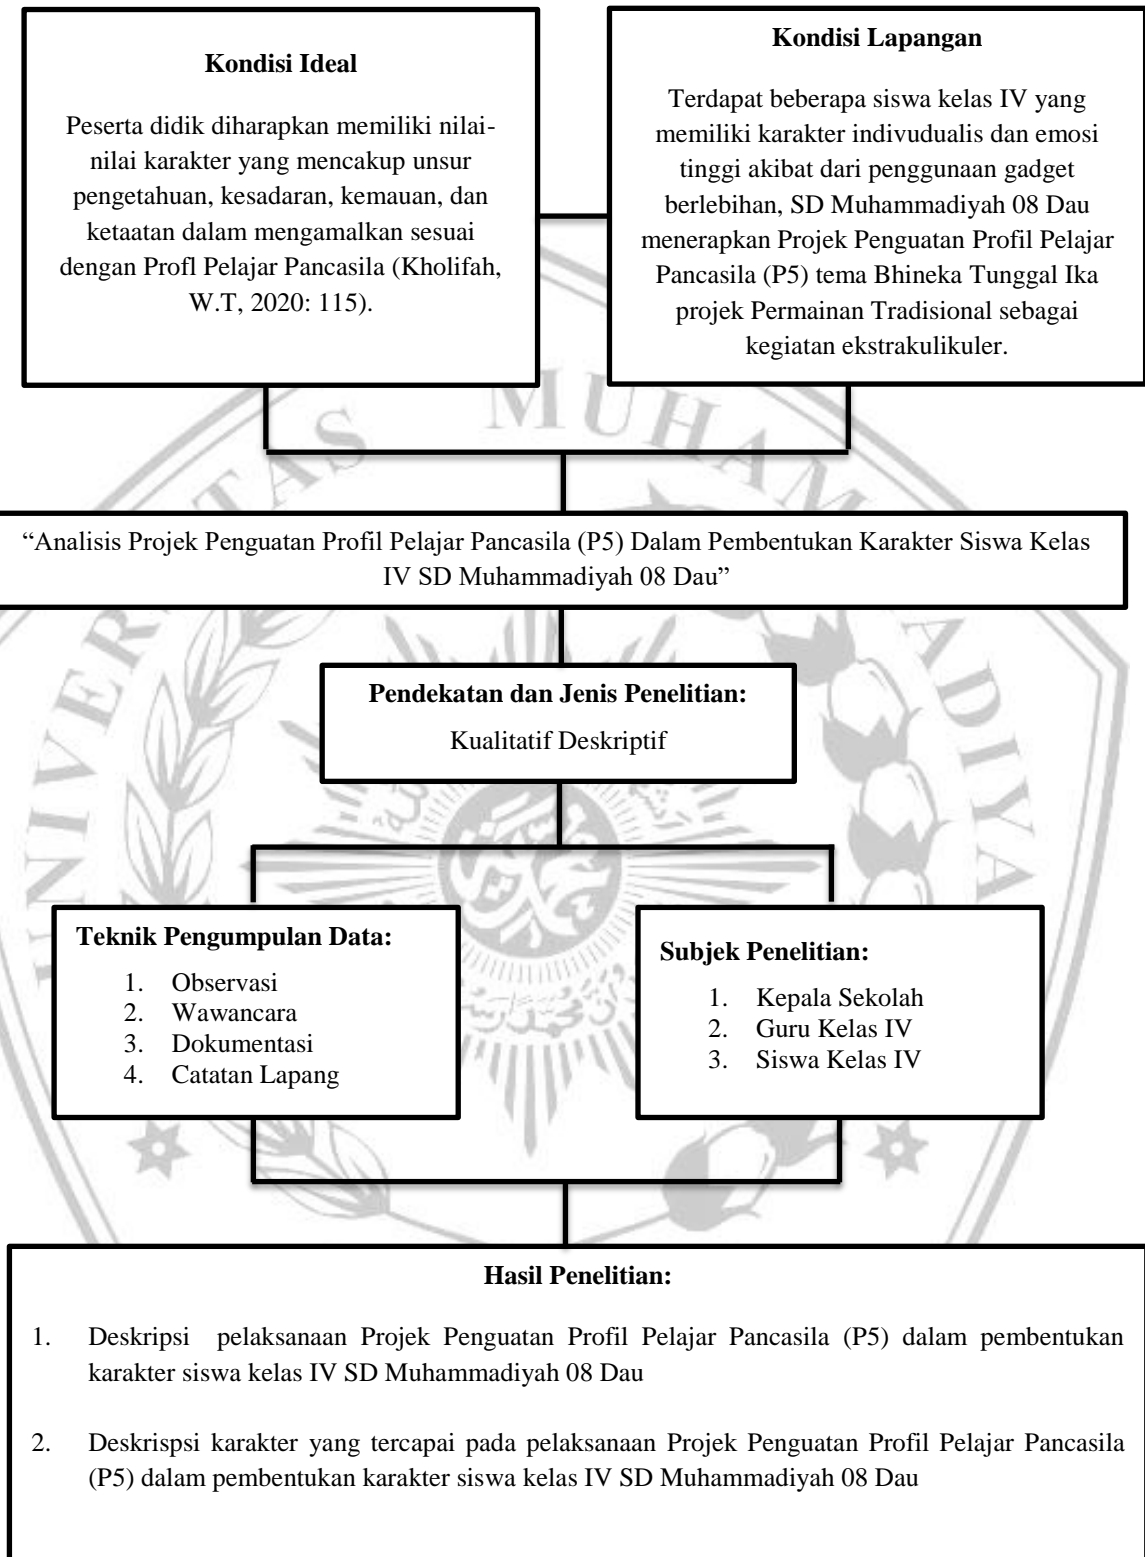 Kondisi Ideal
Peserta didik diharapkan memiliki nilai-
nilai karakter yang mencakup unsur
pengetahuan, kesadaran, kemauan, dan
ketaatan dalam mengamalkan sesuai
dengan Profl Pelajar Pancasila (Kholifah,
W.T, 2020: 115).
Kondisi Lapangan
Terdapat beberapa siswa kelas IV yang
memiliki karakter indivudualis dan emosi
tinggi akibat dari penggunaan gadget
berlebihan, SD Muhammadiyah 08 Dau
menerapkan Projek Penguatan Profil Pelajar
Pancasila (P5) tema Bhineka Tunggal Ika
projek Permainan Tradisional sebagai
kegiatan ekstrakulikuler.
“Analisis Projek Penguatan Profil Pelajar Pancasila (P5) Dalam Pembentukan Karakter Siswa Kelas
IV SD Muhammadiyah 08 Dau”
Pendekatan dan Jenis Penelitian:
Kualitatif Deskriptif
Teknik Pengumpulan Data:
1. Observasi
2. Wawancara
3. Dokumentasi
4. Catatan Lapang
Subjek Penelitian:
1. Kepala Sekolah
2. Guru Kelas IV
3. Siswa Kelas IV
Hasil Penelitian:
1. Deskripsi pelaksanaan Projek Penguatan Profil Pelajar Pancasila (P5) dalam pembentukan
karakter siswa kelas IV SD Muhammadiyah 08 Dau
2. Deskrispsi karakter yang tercapai pada pelaksanaan Projek Penguatan Profil Pelajar Pancasila
(P5) dalam pembentukan karakter siswa kelas IV SD Muhammadiyah 08 Dau